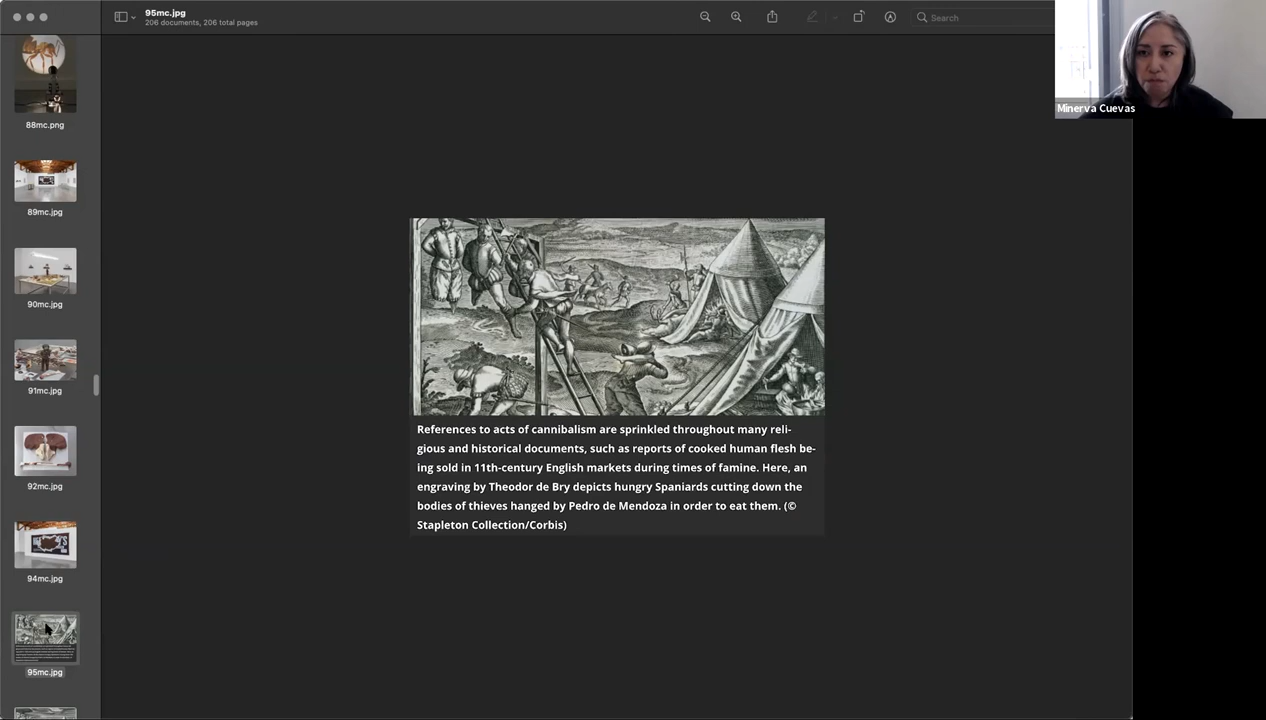 95mc.jpg
206 documents, 206 total pages
Search
Minerva Cuevas
88mc.png
89mc.jpg
90mc.jpg
91mc.jpg
92mc.jpg
94mc.jpg
95mc.jpg
References to acts of cannibalism are sprinkled throughout many reli-
gious and historical documents, such as reports of cooked human flesh be-
ing sold in 11th-century English markets during times of famine. Here, an
engraving by Theodor de Bry depicts hungry Spaniards cutting down the
bodies of thieves hanged by Pedro de Mendoza in order to eat them. (©
Stapleton Collection/Corbis)